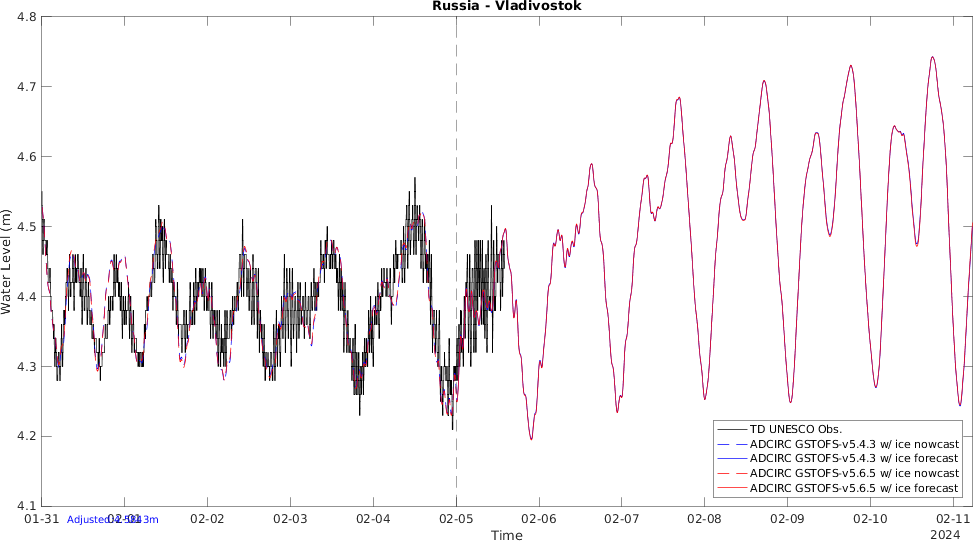 Russia - Vladivostok
4.8
4.7
4.6
4.5
4.4
4.3
4.2
4.1
Water Level (m)
TD UNESCO Obs.
ADCIRC GSTOFS-v5.4.3 w/ ice nowcast
ADCIRC GSTOFS-v5.4.3 w/ ice forecast
ADCIRC GSTOFS-v5.6.5 w/ ice nowcast
ADCIRC GSTOFS-v5.6.5 w/ ice forecast
01-31 02-01 02-02 02-03 02-04 02-05 02-06 02-07 02-08 02-09 02-10 02-11
Adjusted
Time
2024